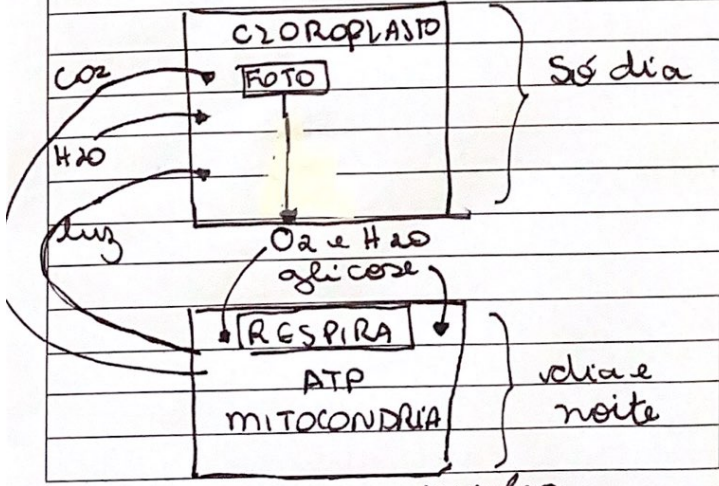 CLOROPLASTO
CO2
FOTO
Só dia
H2O
luz
O2 e H2O
glicose
RESPIRA
ATP
MITOCONDRIA
dia e
noite